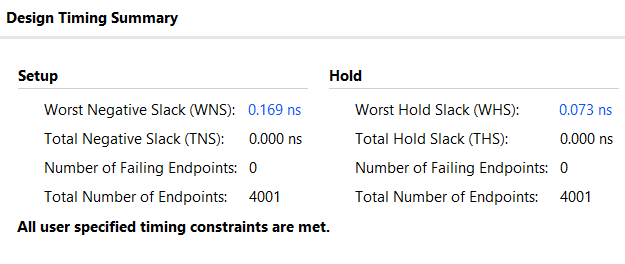 Design Timing Summary
Setup
Hold
Worst Negative Slack (WNS): 0.169 ns
Worst Hold Slack (WHS): 0.073 ns
Total Negative Slack (TNS): 0.000 ns
Total Hold Slack (THS): 0.000 ns
Number of Failing Endpoints: 0
Number of Failing Endpoints: 0
Total Number of Endpoints: 4001
Total Number of Endpoints: 4001
All user specified timing constraints are met.